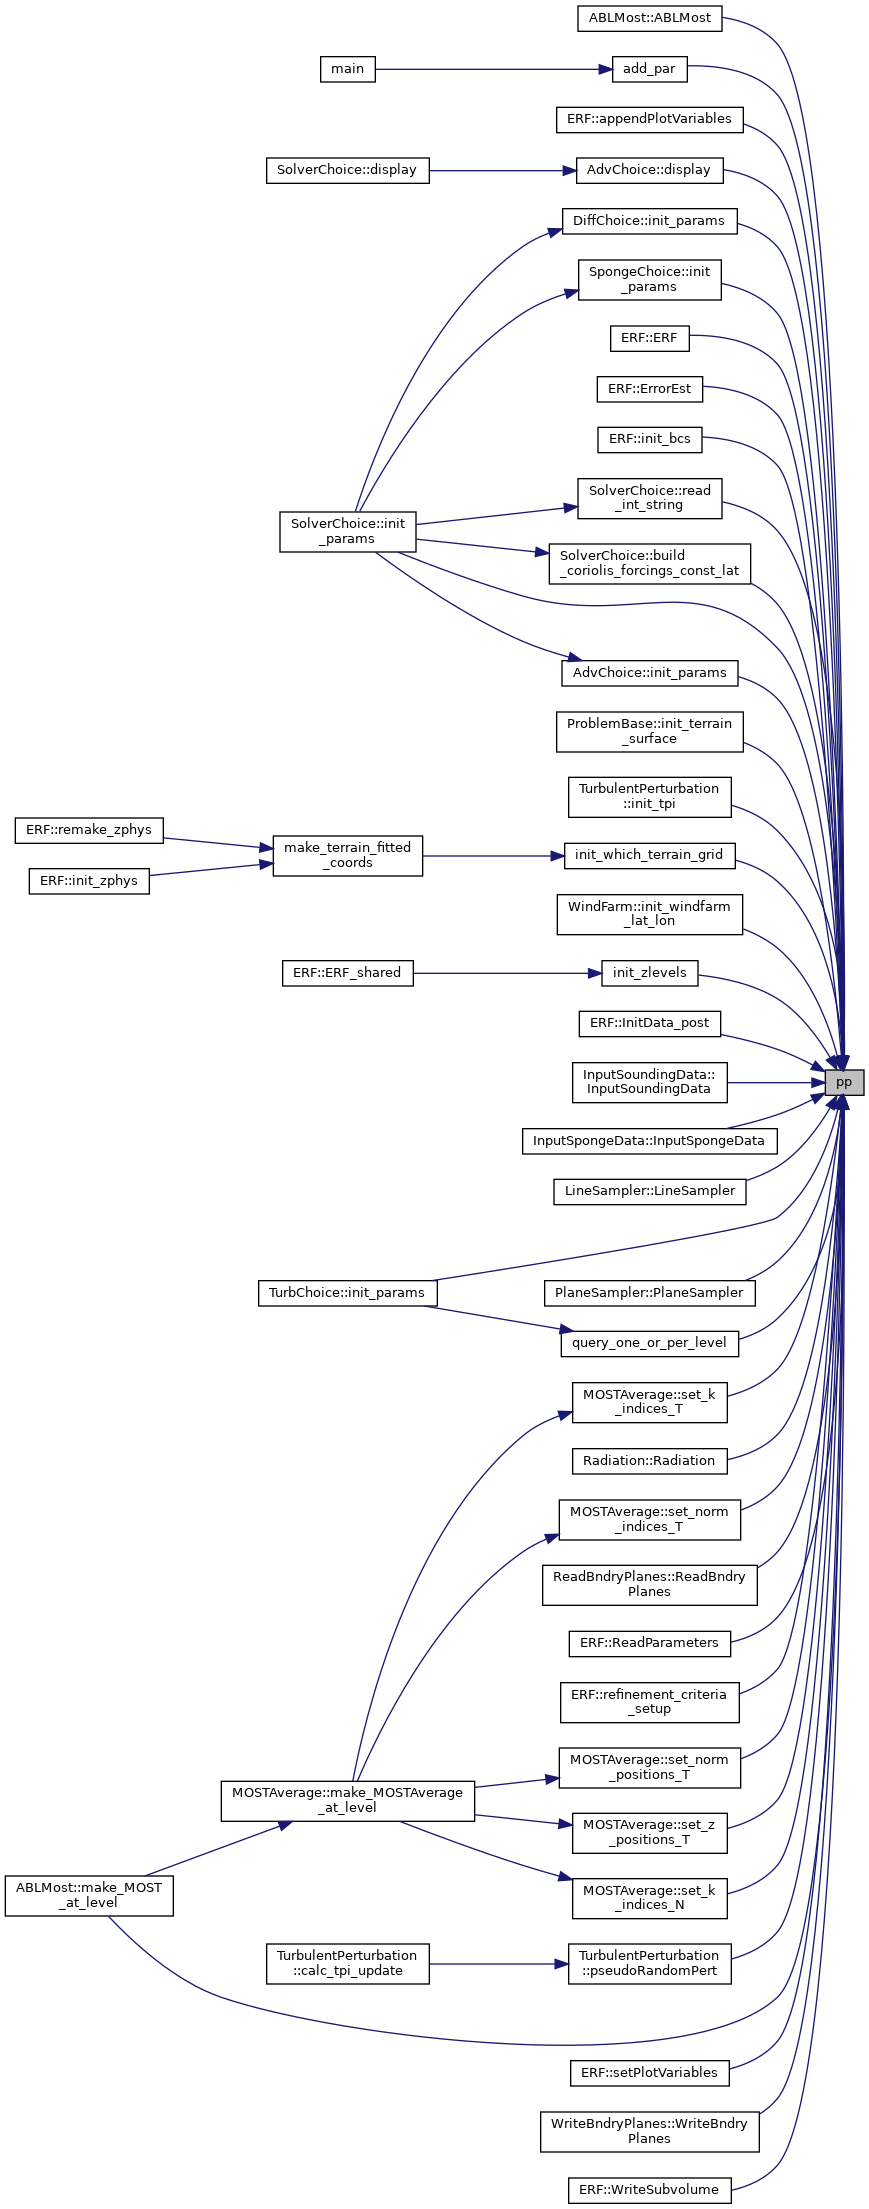 ABLMost::ABLMost
main
add_par
ERF::appendPlotVariables
SolverChoice::display
AdvChoice::display
DiffChoice::init_params
SpongeChoice::init
_params
ERF::ERF
ERF::ErrorEst
ERF::init_bcs
SolverChoice::read
_int_string
SolverChoice::init
_params
SolverChoice::build
_coriolis_forcings_const_lat
AdvChoice::init_params
ProblemBase::init_terrain
_surface
TurbulentPerturbation
::init_tpi
ERF::remake_zphys
make_terrain_fitted
_coords
init_which_terrain_grid
ERF::init_zphys
WindFarm::init_windfarm
_lat_lon
ERF::ERF_shared
init_zlevels
ERF::InitData_post
InputSoundingData::
InputSoundingData
pp
InputSpongeData::InputSpongeData
LineSampler::LineSampler
TurbChoice::init_params
PlaneSampler::PlaneSampler
query_one_or_per_level
MOSTAverage::set_k
_indices_T
Radiation::Radiation
MOSTAverage::set_norm
_indices_T
ReadBndryPlanes::ReadBndry
Planes
ERF::ReadParameters
ERF::refinement_criteria
_setup
MOSTAverage::set_norm
_positions_T
MOSTAverage::make_MOSTAverage
_at_level
MOSTAverage::set_z
_positions_T
ABLMost::make_MOST
_at_level
MOSTAverage::set_k
_indices_N
TurbulentPerturbation
::calc_tpi_update
TurbulentPerturbation
::pseudoRandomPert
ERF::setPlotVariables
WriteBndryPlanes::WriteBndry
Planes
ERF::WriteSubvolume